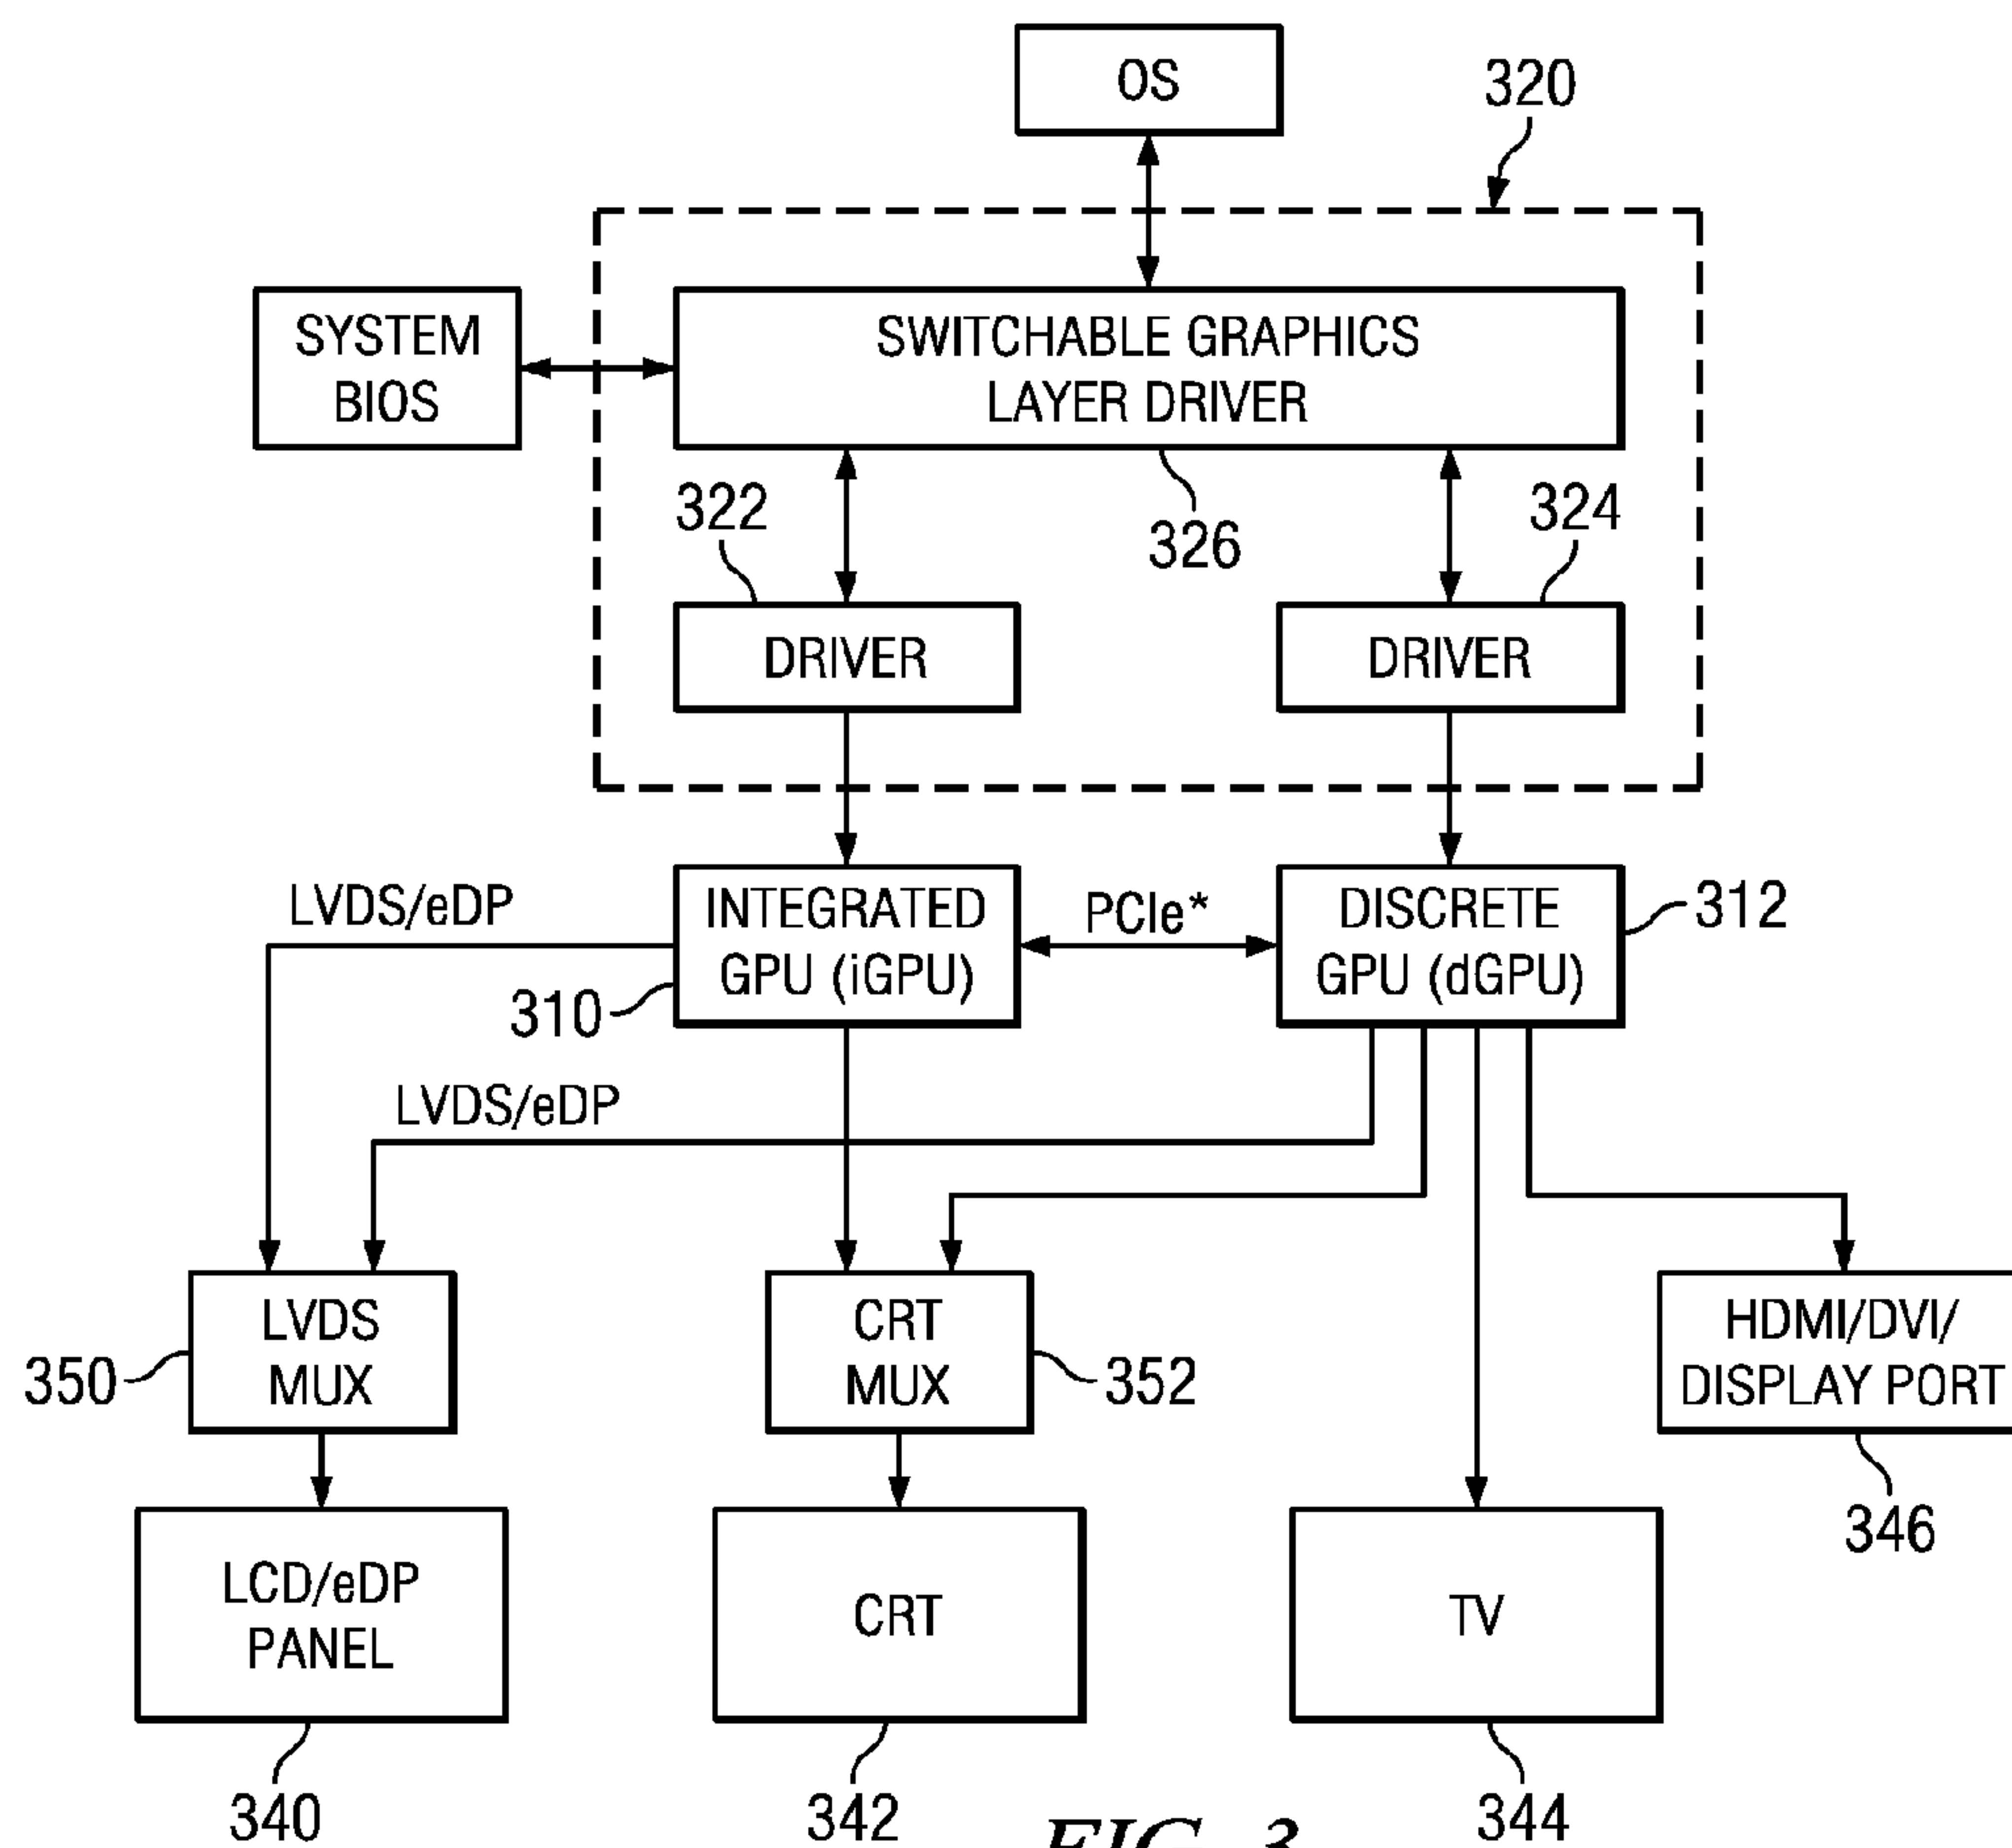 OS
320
SYSTEM
BIOS
SWITCHABLE GRAPHICS
LAYER DRIVER
322
326
324
DRIVER
DRIVER
LVDS/eDP
INTEGRATED
GPU (iGPU)
PCIe*
DISCRETE
GPU (dGPU)
312
310
LVDS/eDP
LVDS
MUX
350
CRT
MUX
352
HDMI/DVI/
DISPLAY PORT
346
LCD/eDP
PANEL
CRT
TV
340
342
344
FIG. 3